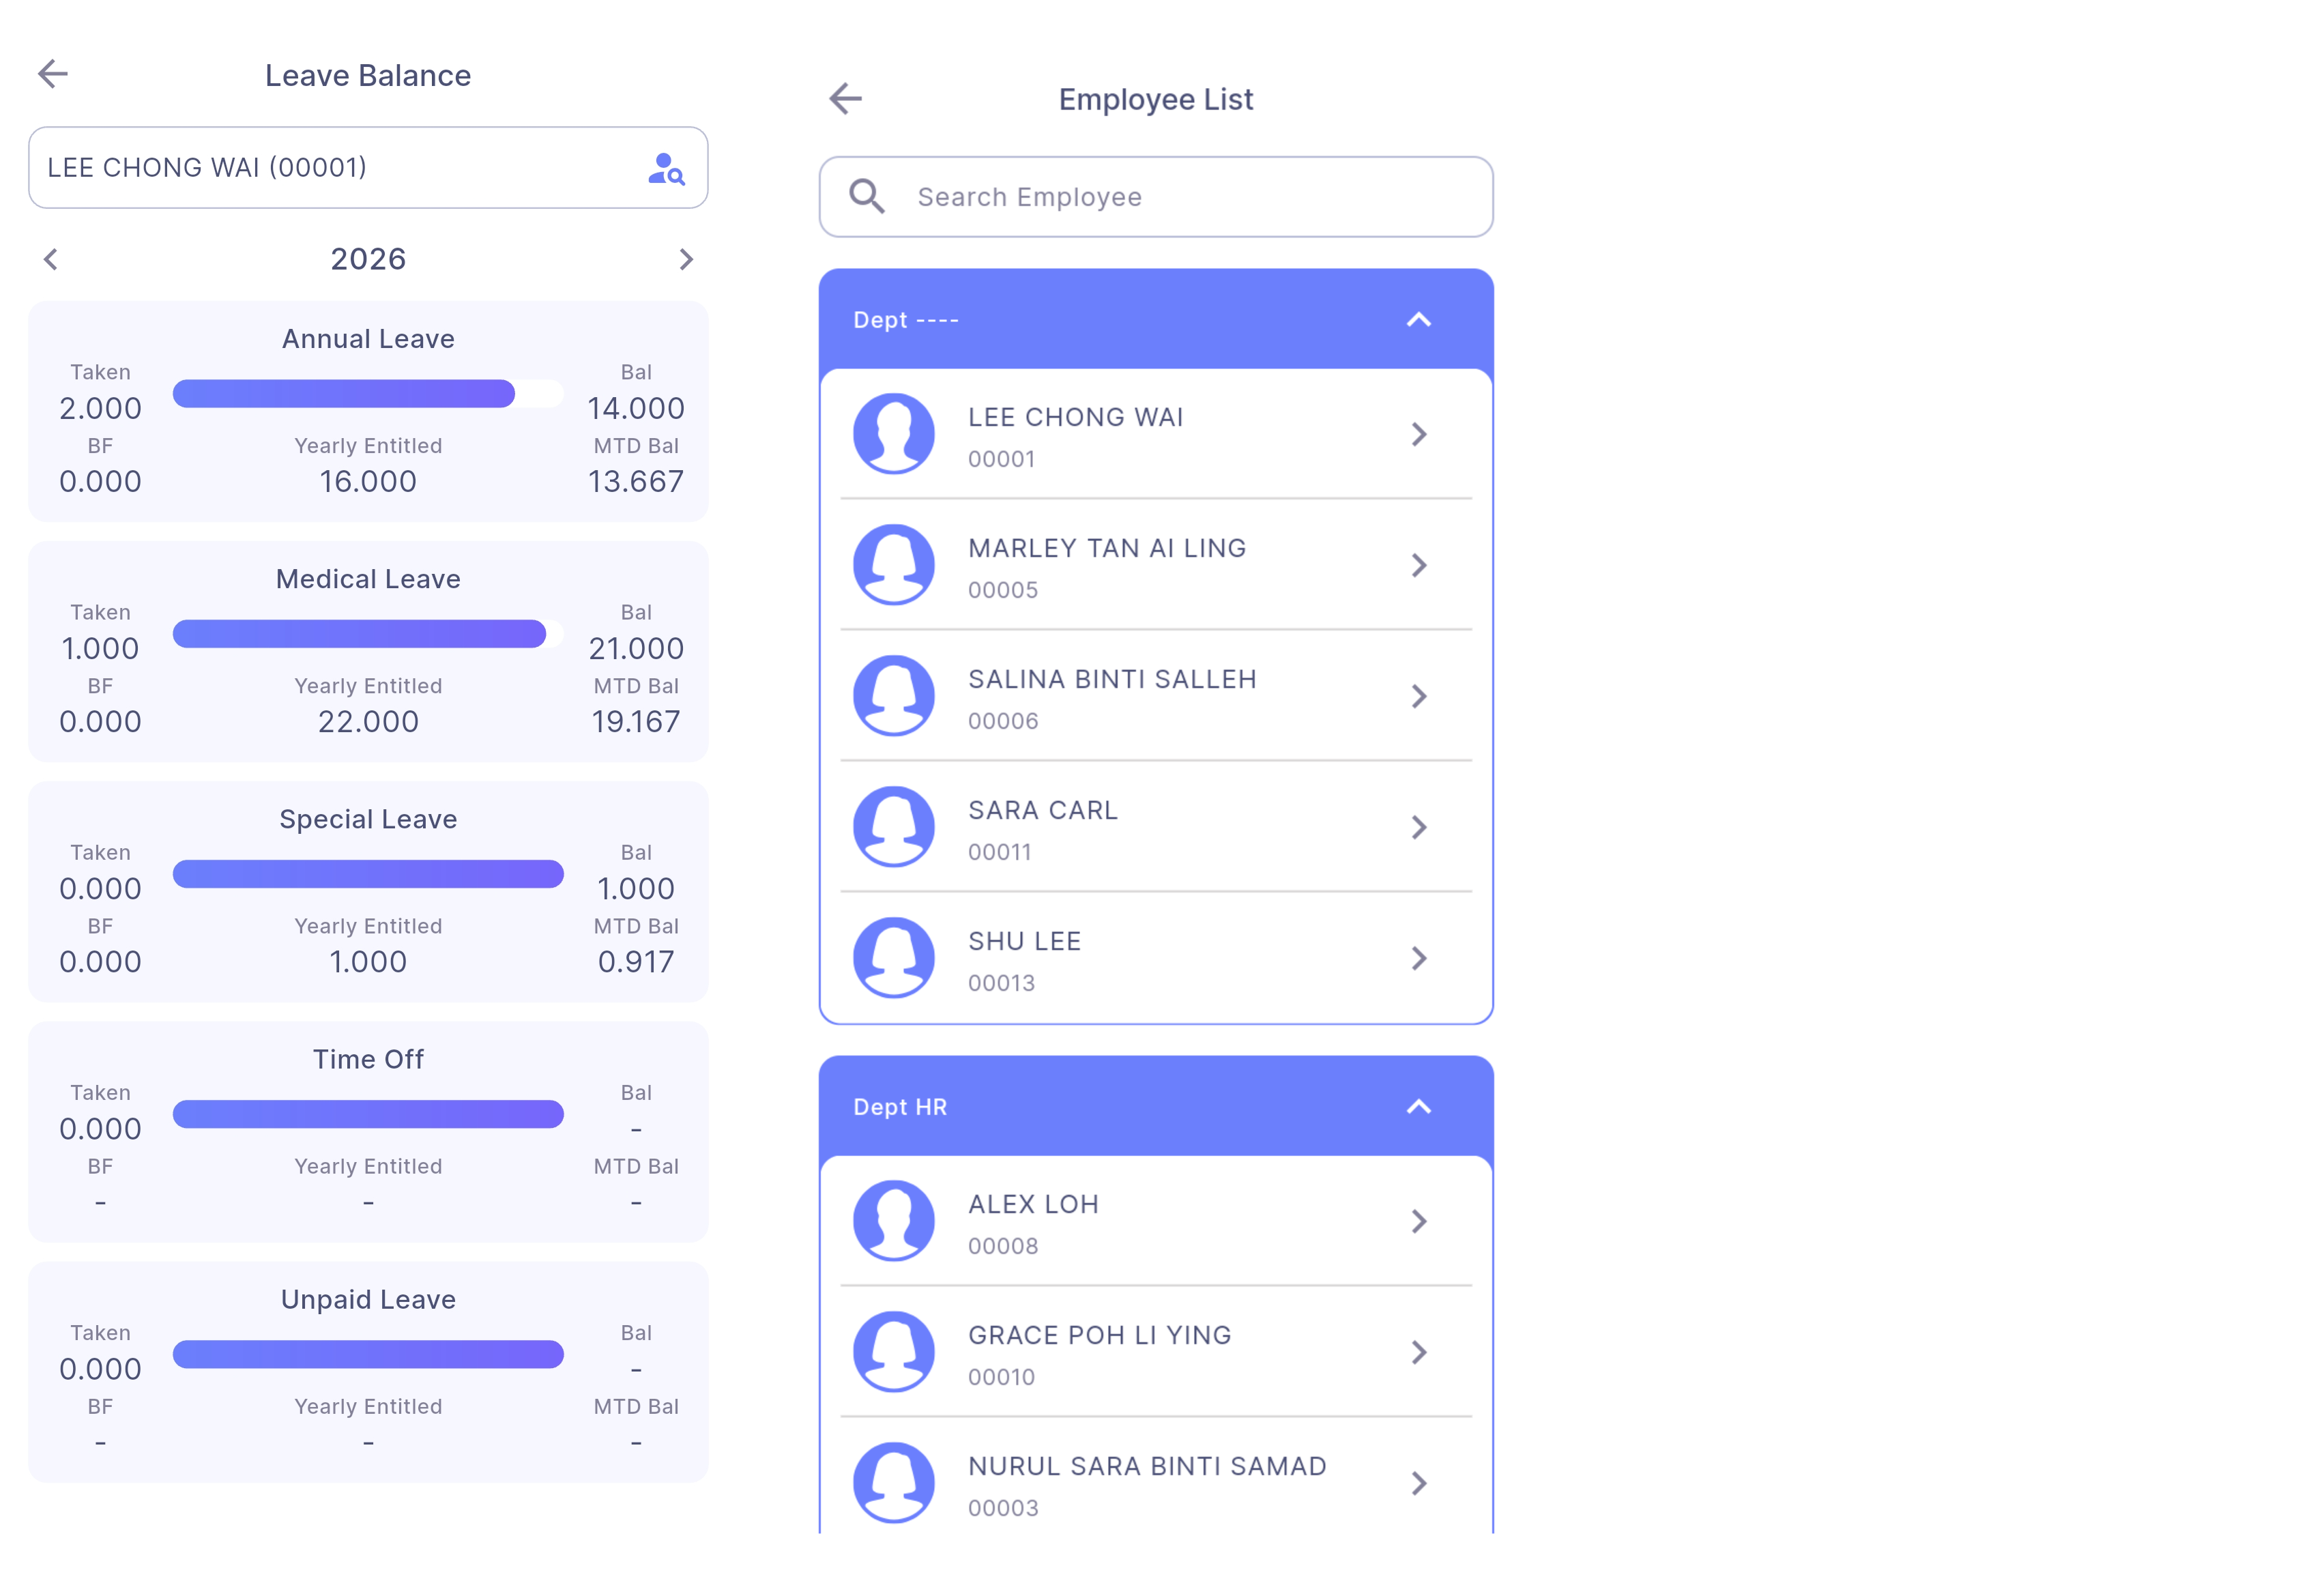 Leave Balance
LEE CHONG WAI (00001)
2026
Annual Leave
Taken
Bal
2.000
14.000
BF
Yearly Entitled
MTD Bal
0.000
16.000
13.667
Medical Leave
Taken
Bal
1.000
21.000
BF
Yearly Entitled
MTD Bal
0.000
22.000
19.167
Special Leave
Taken
Bal
0.000
1.000
BF
Yearly Entitled
MTD Bal
0.000
1.000
0.917
Time Off
Taken
Bal
0.000
-
BF
Yearly Entitled
MTD Bal
-
-
-
Unpaid Leave
Taken
Bal
0.000
-
BF
Yearly Entitled
MTD Bal
-
-
-
Employee List
Search Employee
Dept ----
LEE CHONG WAI
00001
MARLEY TAN AI LING
00005
SALINA BINTI SALLEH
00006
SARA CARL
00011
SHU LEE
00013
Dept HR
ALEX LOH
00008
GRACE POH LI YING
00010
NURUL SARA BINTI SAMAD
00003